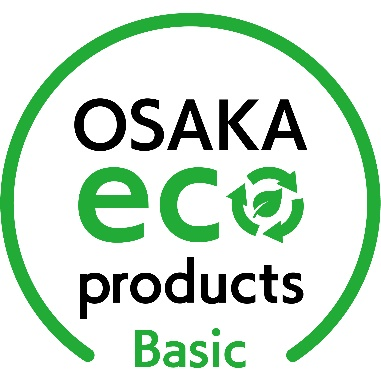 OSAKA
eco
products
Basic